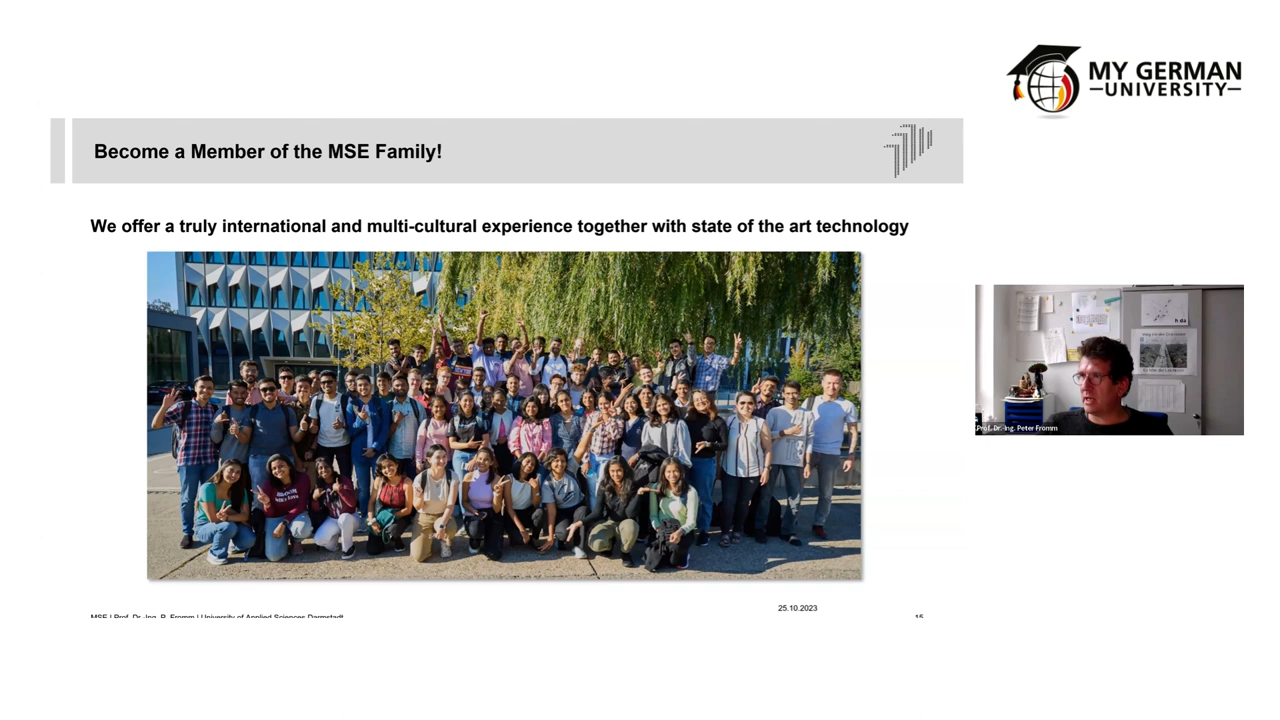 MY GERMAN
UNIVERSITY
Become a Member of the MSE Family!
We offer a truly international and multi-cultural experience together with state of the art technology
h da
Prof. Dr.-Ing. Peter Fromm
25.10.2023
MSE | Prof. Dr.-Ing. P. Fromm | University of Applied Sciences Darmstadt
15